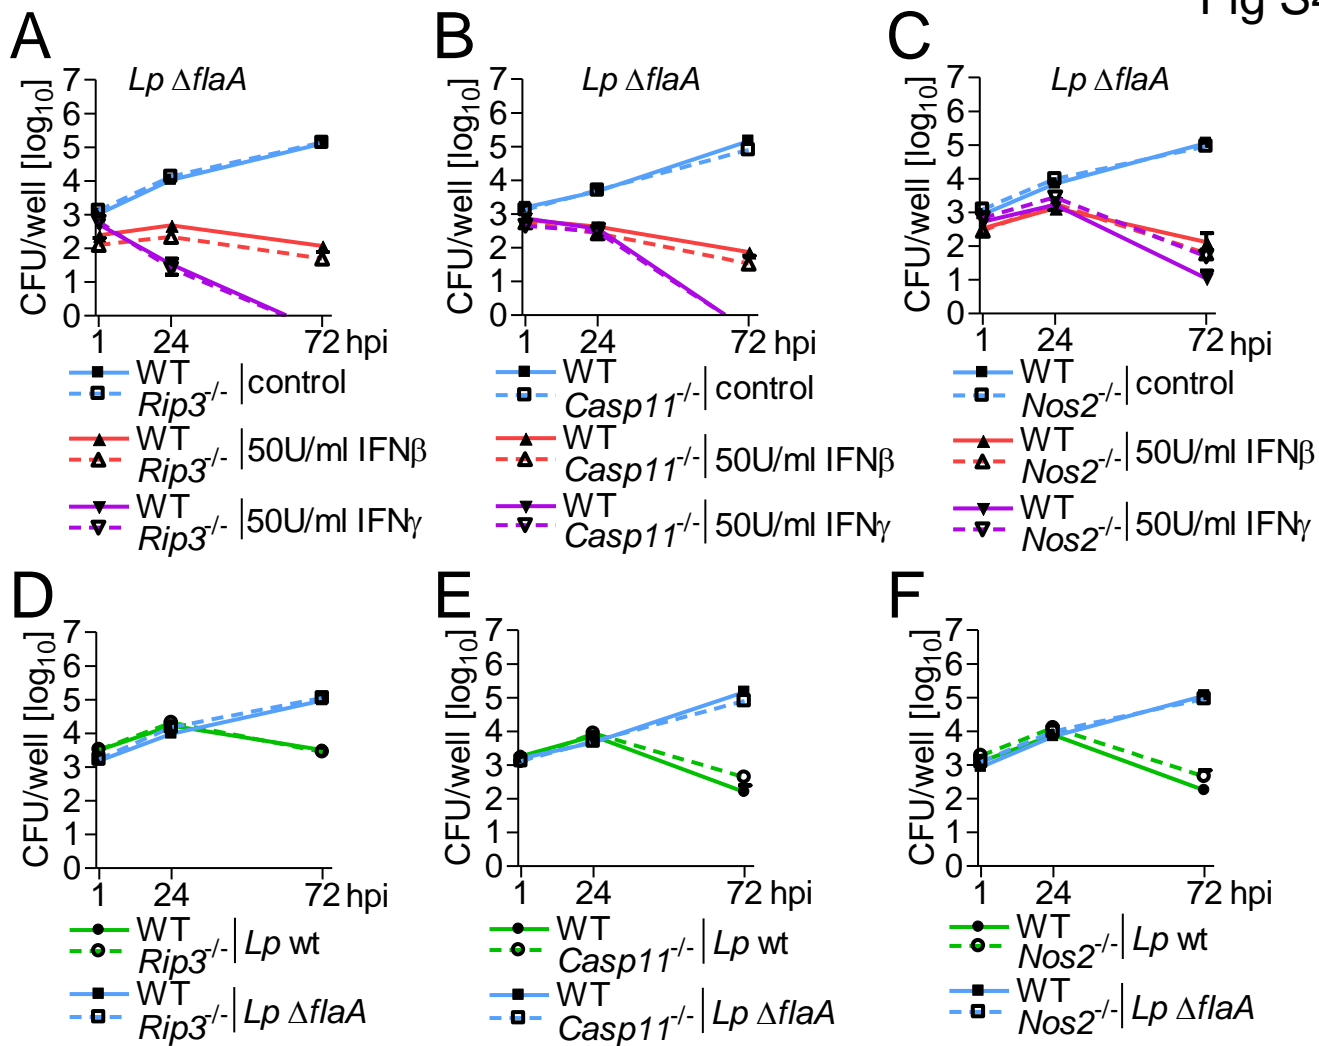 Fig S4
A
Lp ΔflaA
CFU/well [log10]
7
6
5
4
3
2
1
0
1 24 72 hpi
WT
Rip3-/- control
WT
Rip3-/- 50U/ml IFNβ
WT
Rip3-/- 50U/ml IFNγ
B
Lp ΔflaA
CFU/well [log10]
7
6
5
4
3
2
1
0
1 24 72 hpi
WT
Casp11-/- control
WT
Casp11-/- 50U/ml IFNβ
WT
Casp11-/- 50U/ml IFNγ
C
Lp ΔflaA
CFU/well [log10]
7
6
5
4
3
2
1
0
1 24 72 hpi
WT
Nos2-/- control
WT
Nos2-/- 50U/ml IFNβ
WT
Nos2-/- 50U/ml IFNγ
D
CFU/well [log10]
7
6
5
4
3
2
1
0
1 24 72 hpi
WT
Rip3-/- Lp wt
WT
Rip3-/- Lp ΔflaA
E
CFU/well [log10]
7
6
5
4
3
2
1
0
1 24 72 hpi
WT
Casp11-/- Lp wt
WT
Casp11-/- Lp ΔflaA
F
CFU/well [log10]
7
6
5
4
3
2
1
0
1 24 72 hpi
WT
Nos2-/- Lp wt
WT
Nos2-/- Lp ΔflaA